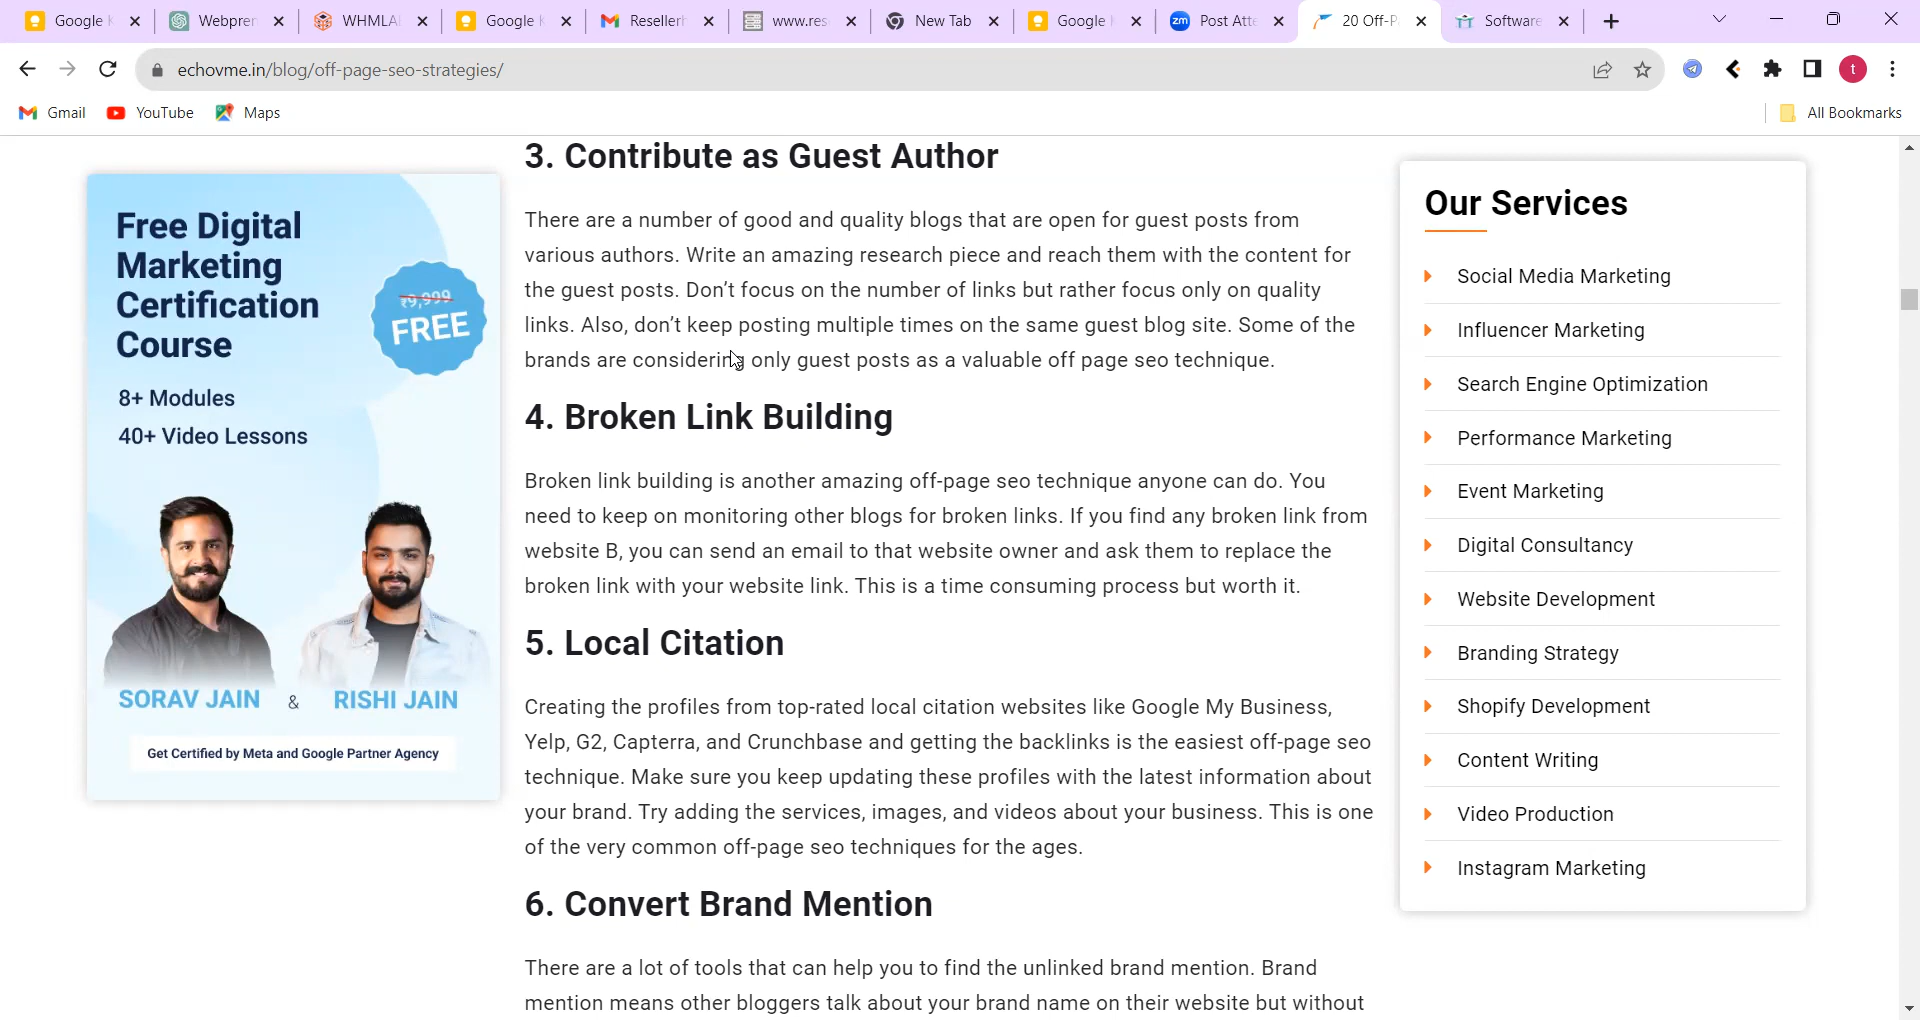 Google K
Webpren
WHMLA
Google K
Resellerh
www.res
New Tab
Google
Post Atte
20 Off-P
Software
echovme.in/blog/off-page-seo-strategies/
t
Gmail
YouTube
Maps
All Bookmarks
Free Digital
Marketing
Certification
Course
₹9,999
FREE
8+ Modules
40+ Video Lessons
SORAV JAIN & RISHI JAIN
Get Certified by Meta and Google Partner Agency
3. Contribute as Guest Author
There are a number of good and quality blogs that are open for guest posts from
various authors. Write an amazing research piece and reach them with the content for
the guest posts. Don’t focus on the number of links but rather focus only on quality
links. Also, don’t keep posting multiple times on the same guest blog site. Some of the
brands are considering only guest posts as a valuable off page seo technique.
4. Broken Link Building
Broken link building is another amazing off-page seo technique anyone can do. You
need to keep on monitoring other blogs for broken links. If you find any broken link from
website B, you can send an email to that website owner and ask them to replace the
broken link with your website link. This is a time consuming process but worth it.
5. Local Citation
Creating the profiles from top-rated local citation websites like Google My Business,
Yelp, G2, Capterra, and Crunchbase and getting the backlinks is the easiest off-page seo
technique. Make sure you keep updating these profiles with the latest information about
your brand. Try adding the services, images, and videos about your business. This is one
of the very common off-page seo techniques for the ages.
6. Convert Brand Mention
There are a lot of tools that can help you to find the unlinked brand mention. Brand
mention means other bloggers talk about your brand name on their website but without
Our Services
Social Media Marketing
Influencer Marketing
Search Engine Optimization
Performance Marketing
Event Marketing
Digital Consultancy
Website Development
Branding Strategy
Shopify Development
Content Writing
Video Production
Instagram Marketing